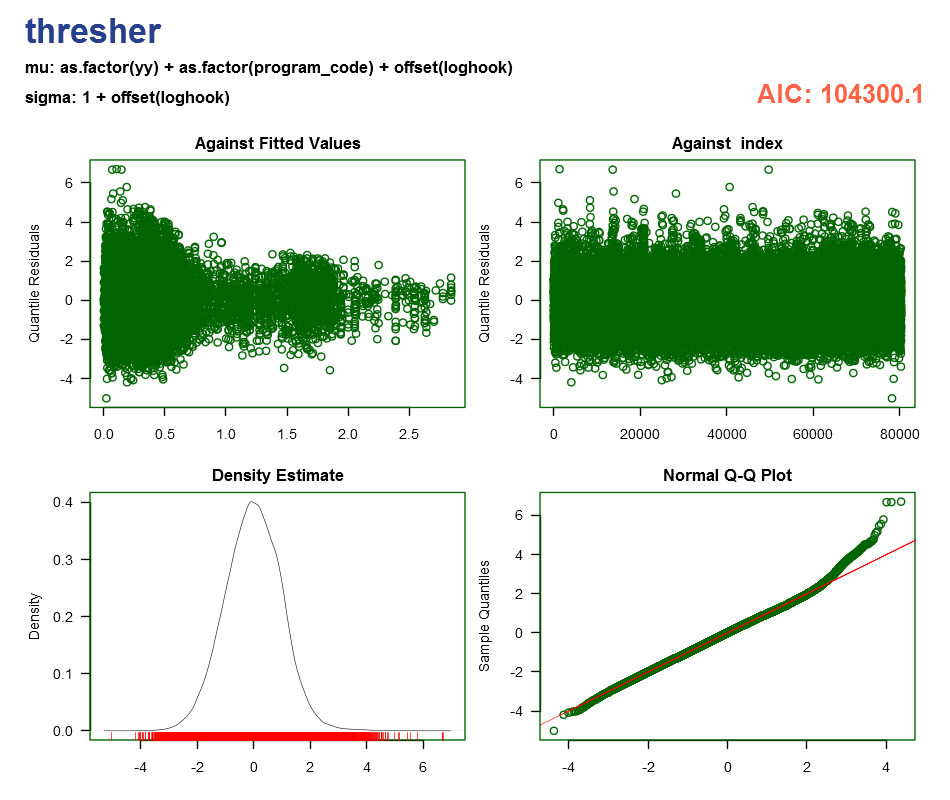 thresher
mu: as.factor(yy) + as.factor(program_code) + offset(loghook)
sigma: 1 + offset(loghook)
AIC: 104300.1
Against Fitted Values
Quantile Residuals
6
4
2
0
-2
-4
0.0 0.5 1.0 1.5 2.0 2.5
Against  index
Quantile Residuals
6
4
2
0
-2
-4
0 20000 40000 60000 80000
Density Estimate
Density
0.4
0.3
0.2
0.1
0.0
-4 -2 0 2 4 6
Normal Q-Q Plot
Sample Quantiles
6
4
2
0
-2
-4
-4 -2 0 2 4